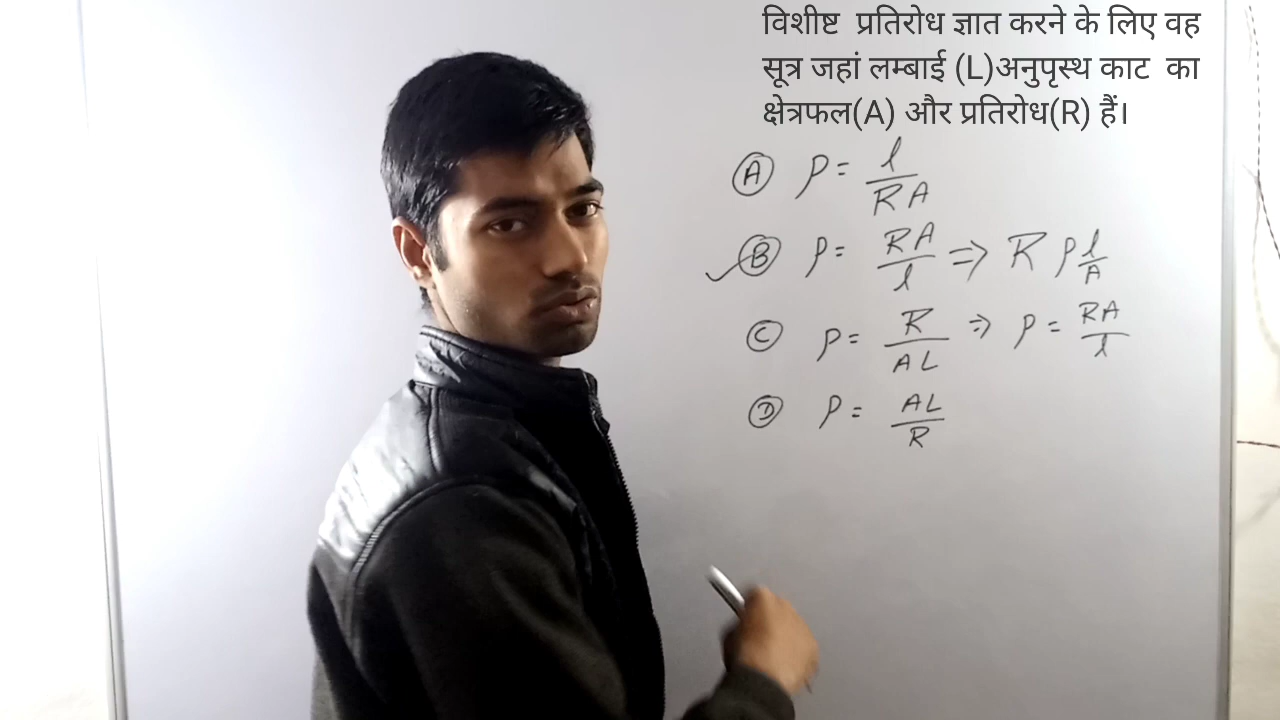 विशीष्ट प्रतिरोध ज्ञात करने के लिए वह
सूत्र जहां लम्बाई (L)अनुपृस्थ काट का
क्षेत्रफल(A) और प्रतिरोध(R) हैं।
Ⓐ ρ = l/RA
✓Ⓑ ρ = RA/l ⇒ R ρ l/A
Ⓒ ρ = R/AL ⇒ ρ = RA/l
Ⓓ ρ = AL/R